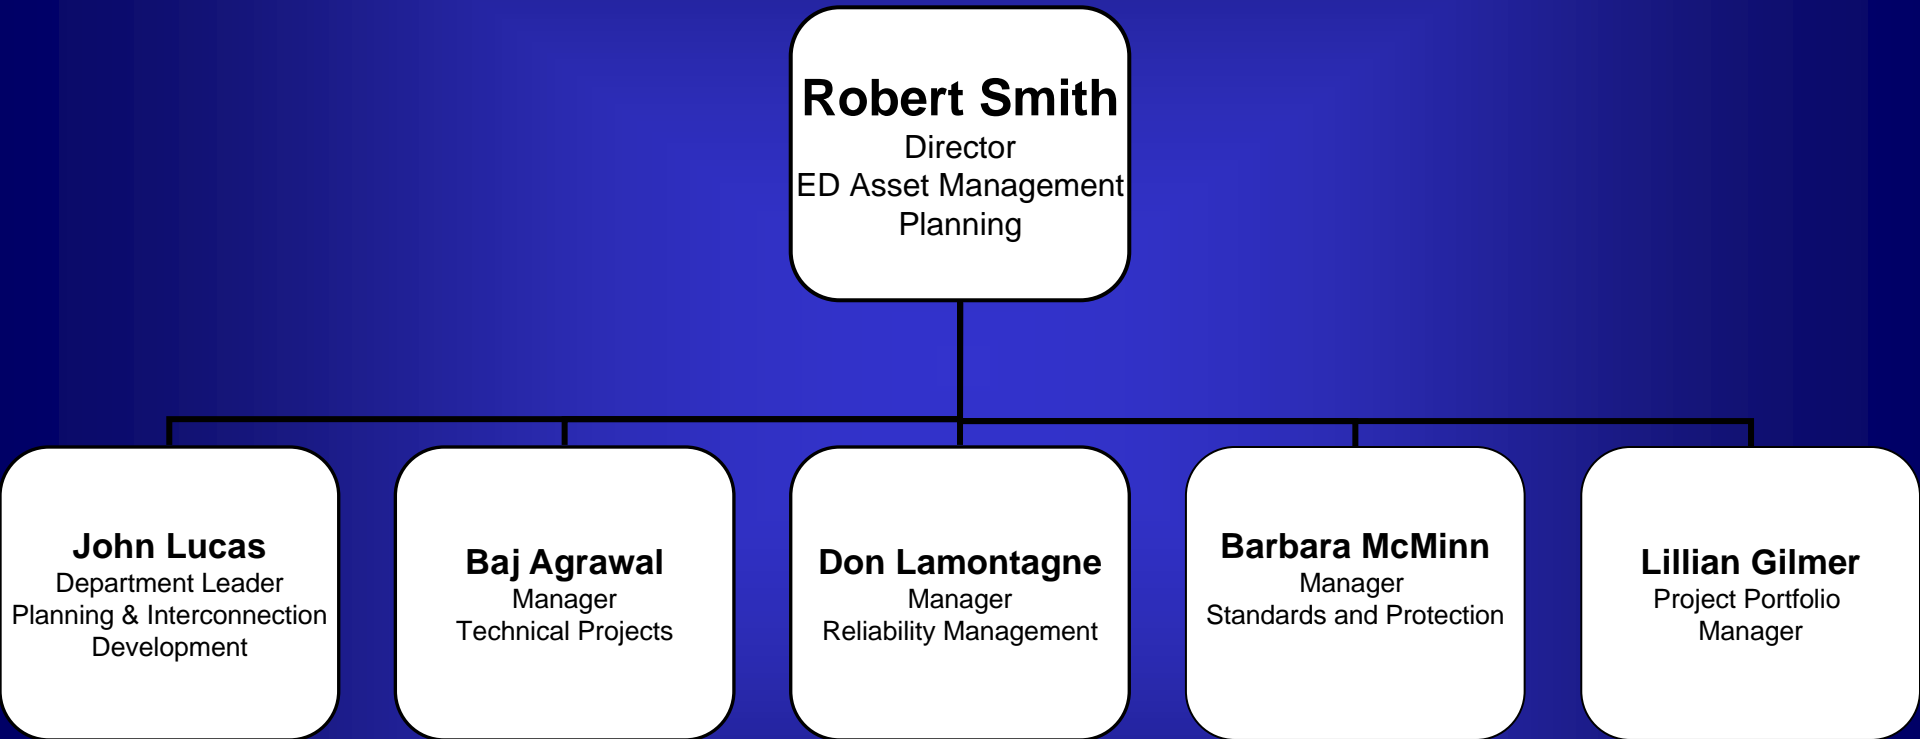 Robert Smith
Director
ED Asset Management
Planning
John Lucas
Department Leader
Planning & Interconnection
Development
Baj Agrawal
Manager
Technical Projects
Don Lamontagne
Manager
Reliability Management
Barbara McMinn
Manager
Standards and Protection
Lillian Gilmer
Project Portfolio
Manager